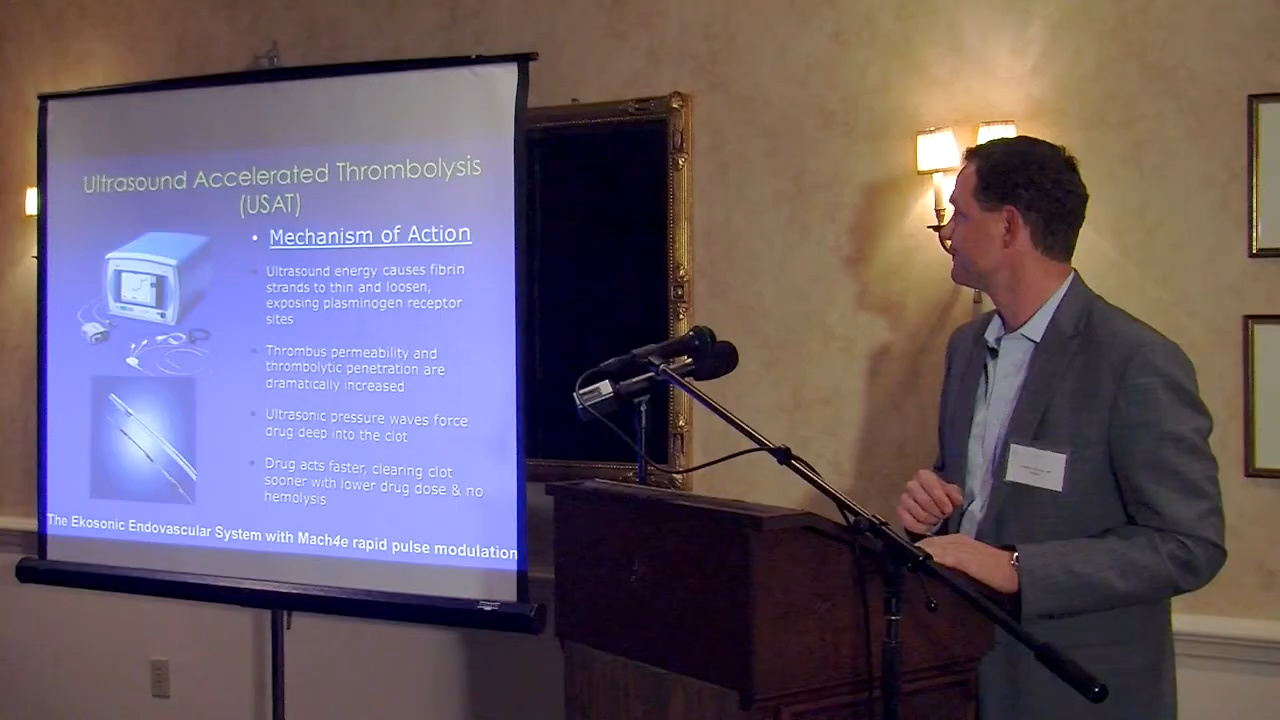 Ultrasound Accelerated Thrombolysis
(USAT)
• Mechanism of Action
• Ultrasound energy causes fibrin
strands to thin and loosen,
exposing plasminogen receptor
sites
• Thrombus permeability and
thrombolytic penetration are
dramatically increased
• Ultrasonic pressure waves force
drug deep into the clot
• Drug acts faster, clearing clot
sooner with lower drug dose & no
hemolysis
The Ekosonic Endovascular System with Mach4e rapid pulse modulation